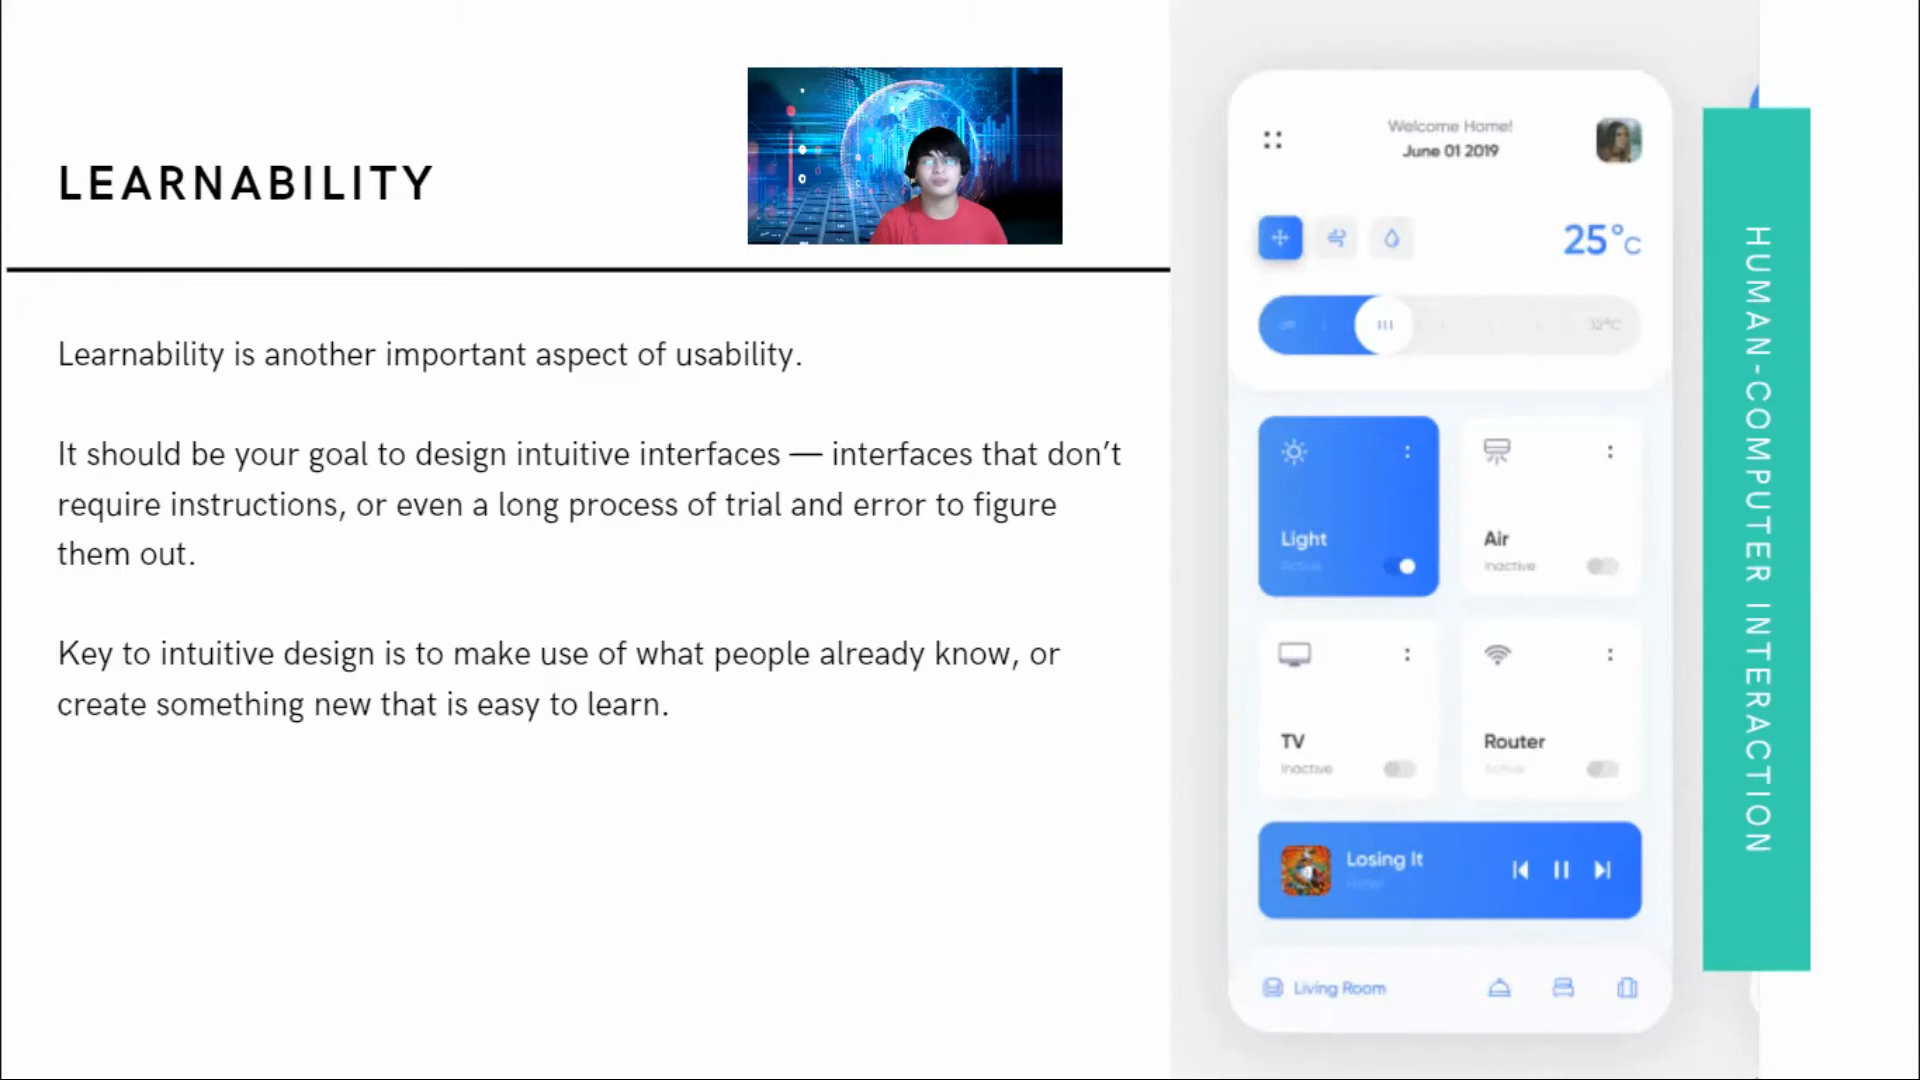 LEARNABILITY
Learnability is another important aspect of usability.
It should be your goal to design intuitive interfaces — interfaces that don’t
require instructions, or even a long process of trial and error to figure
them out.
Key to intuitive design is to make use of what people already know, or
create something new that is easy to learn.
Welcome Home!
June 01 2019
25°C
32°C
Light
Active
Air
Inactive
TV
Inactive
Router
Active
Losing It
Living Room
HUMAN-COMPUTER INTERACTION